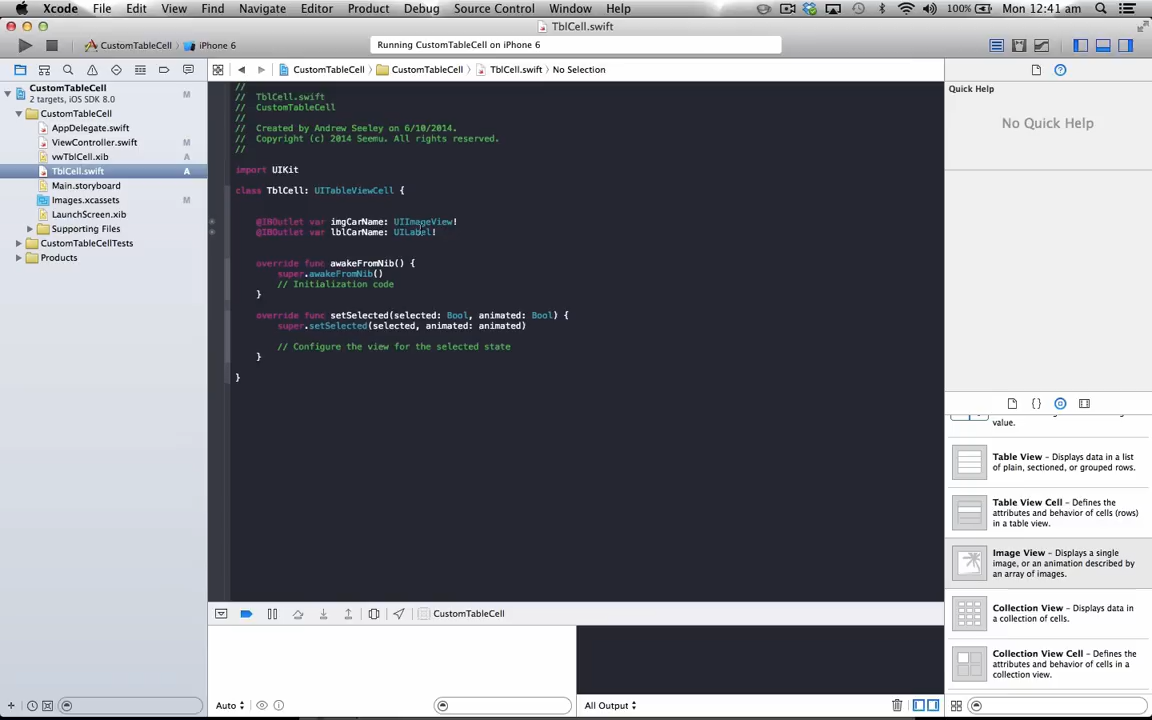 Xcode File Edit View Find Navigate Editor Product Debug Source Control Window Help 100% Mon 12:41 am
TblCell.swift
CustomTableCell iPhone 6 Running CustomTableCell on iPhone 6
CustomTableCell CustomTableCell TblCell.swift No Selection
CustomTableCell M
2 targets, iOS SDK 8.0
CustomTableCell
AppDelegate.swift
ViewController.swift M
vwTblCell.xib A
TblCell.swift A
Main.storyboard
Images.xcassets M
LaunchScreen.xib
Supporting Files
CustomTableCellTests
Products
//
// TblCell.swift
// CustomTableCell
//
// Created by Andrew Seeley on 6/10/2014.
// Copyright (c) 2014 Seemu. All rights reserved.
//
import UIKit
class TblCell: UITableViewCell {
@IBOutlet var imgCarName: UIImageView!
@IBOutlet var lblCarName: UILabel!
override func awakeFromNib() {
super.awakeFromNib()
// Initialization code
}
override func setSelected(selected: Bool, animated: Bool) {
super.setSelected(selected, animated: animated)
// Configure the view for the selected state
}
}
Quick Help
No Quick Help
{ }
value.
Table View – Displays data in a list
of plain, sectioned, or grouped rows.
Table View Cell – Defines the
attributes and behavior of cells (rows)
in a table view.
Image View – Displays a single
image, or an animation described by
an array of images.
Collection View – Displays data in
a collection of cells.
Collection View Cell – Defines the
attributes and behavior of cells in a
collection view.
CustomTableCell
Auto
All Output